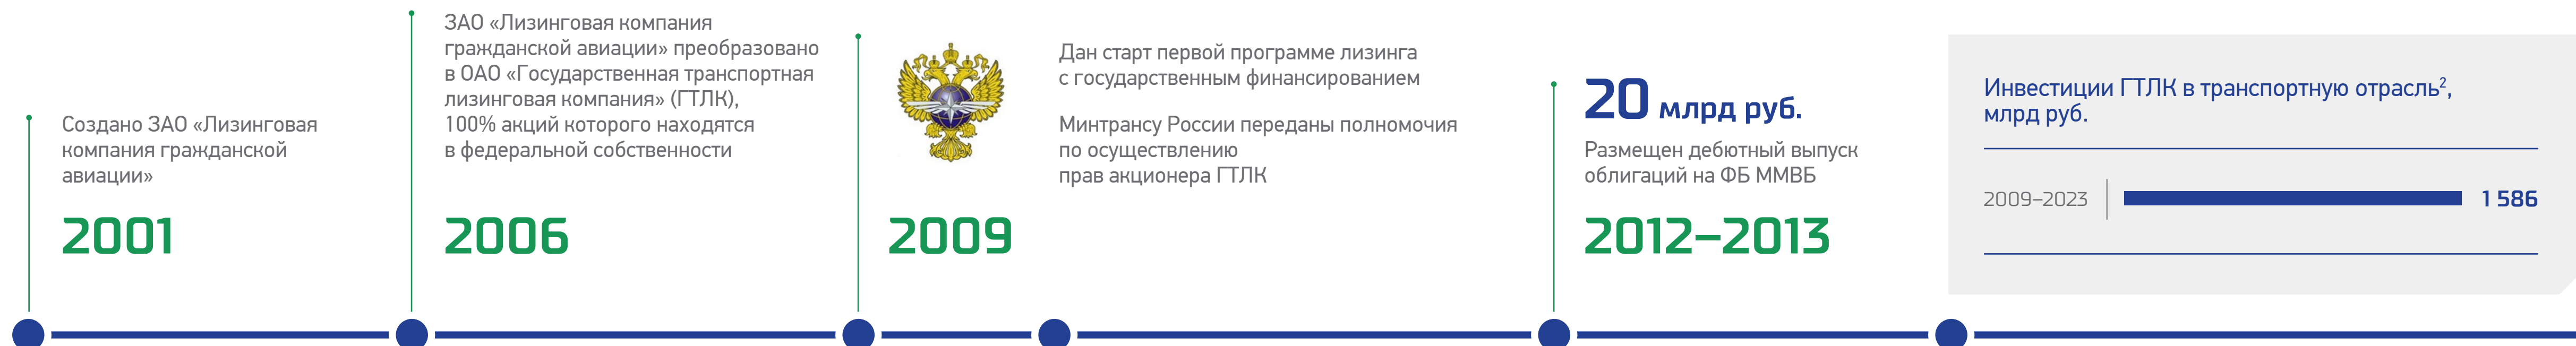 Создано ЗАО «Лизинговая
компания гражданской
авиации»
2001
ЗАО «Лизинговая компания
гражданской авиации» преобразовано
в ОАО «Государственная транспортная
лизинговая компания» (ГТЛК),
100% акций которого находятся
в федеральной собственности
2006
2009
Дан старт первой программе лизинга
с государственным финансированием
Минтрансу России переданы полномочия
по осуществлению
прав акционера ГТЛК
20 млрд руб.
Размещен дебютный выпуск
облигаций на ФБ ММВБ
2012–2013
Инвестиции ГТЛК в транспортную отрасль²,
млрд руб.
2009–2023 1 586